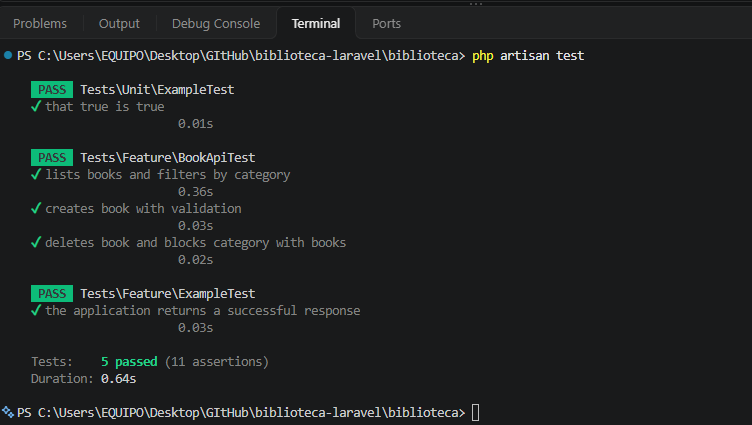 Problems Output Debug Console Terminal Ports
PS C:\Users\EQUIPO\Desktop\GItHub\biblioteca-laravel\biblioteca> php artisan test
PASS Tests\Unit\ExampleTest
✓ that true is true
0.01s
PASS Tests\Feature\BookApiTest
✓ lists books and filters by category
0.36s
✓ creates book with validation
0.03s
✓ deletes book and blocks category with books
0.02s
PASS Tests\Feature\ExampleTest
✓ the application returns a successful response
0.03s
Tests: 5 passed (11 assertions)
Duration: 0.64s
PS C:\Users\EQUIPO\Desktop\GItHub\biblioteca-laravel\biblioteca>